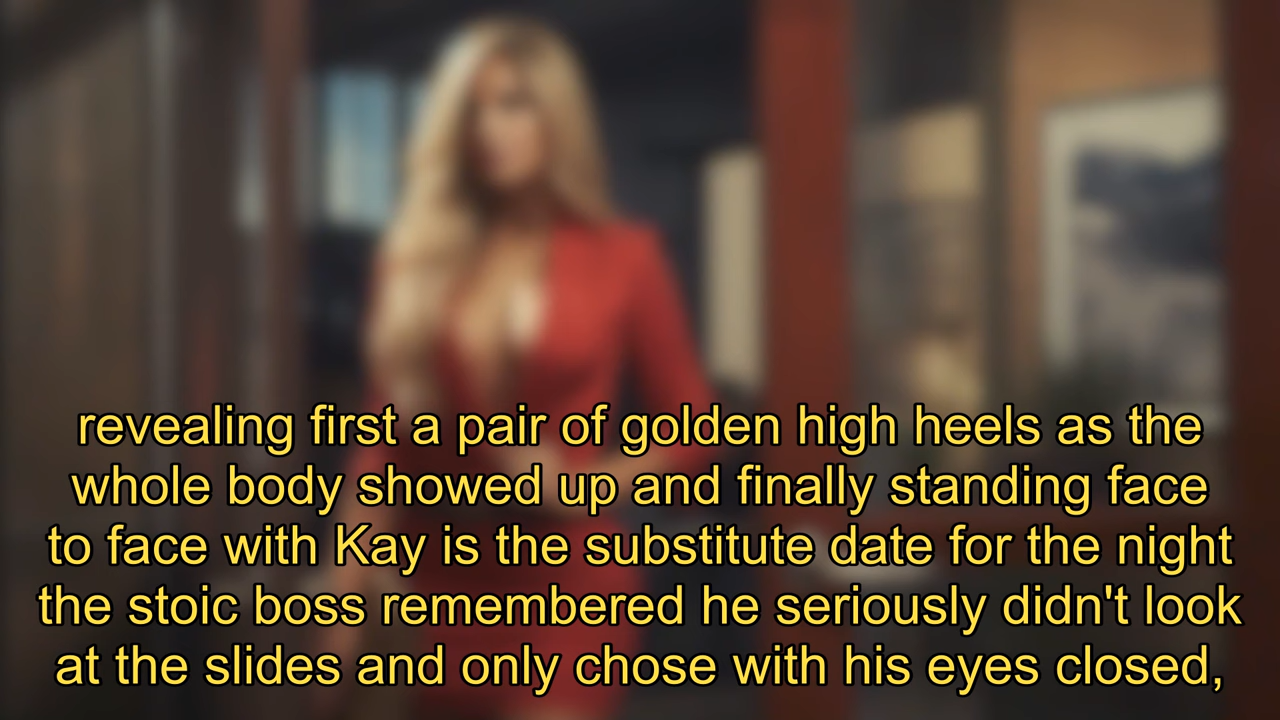 revealing first a pair of golden high heels as the
whole body showed up and finally standing face
to face with Kay is the substitute date for the night
the stoic boss remembered he seriously didn't look
at the slides and only chose with his eyes closed,